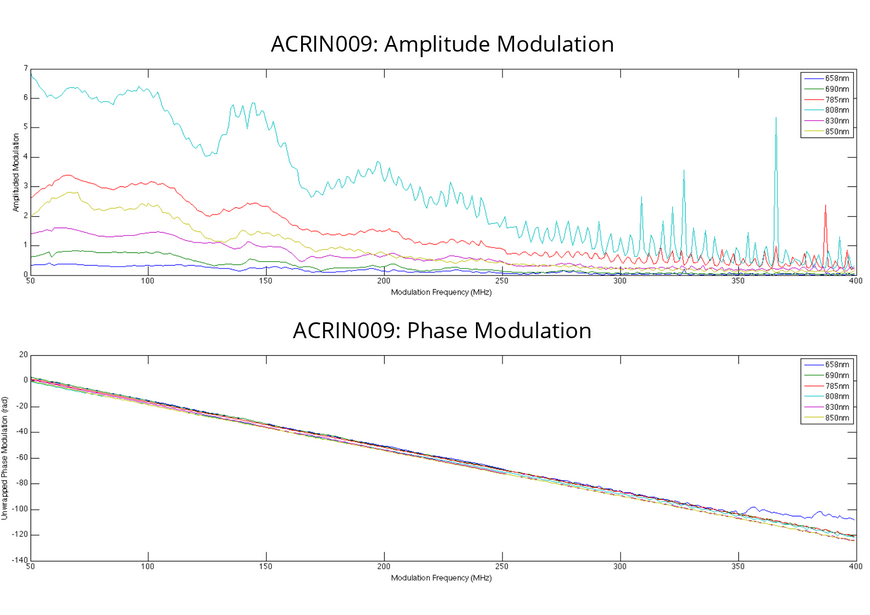 ACRIN009: Amplitude Modulation
7
6
5
4
3
2
1
0
Amplituded Modulation
50
100
150
200
250
300
350
400
Modulation Frequency (MHz)
658nm
690nm
785nm
808nm
830nm
850nm
ACRIN009: Phase Modulation
20
0
-20
-40
-60
-80
-100
-120
-140
Unwrapped Phase Modulation (rad)
50
100
150
200
250
300
350
400
Modulation Frequency (MHz)
658nm
690nm
785nm
808nm
830nm
850nm